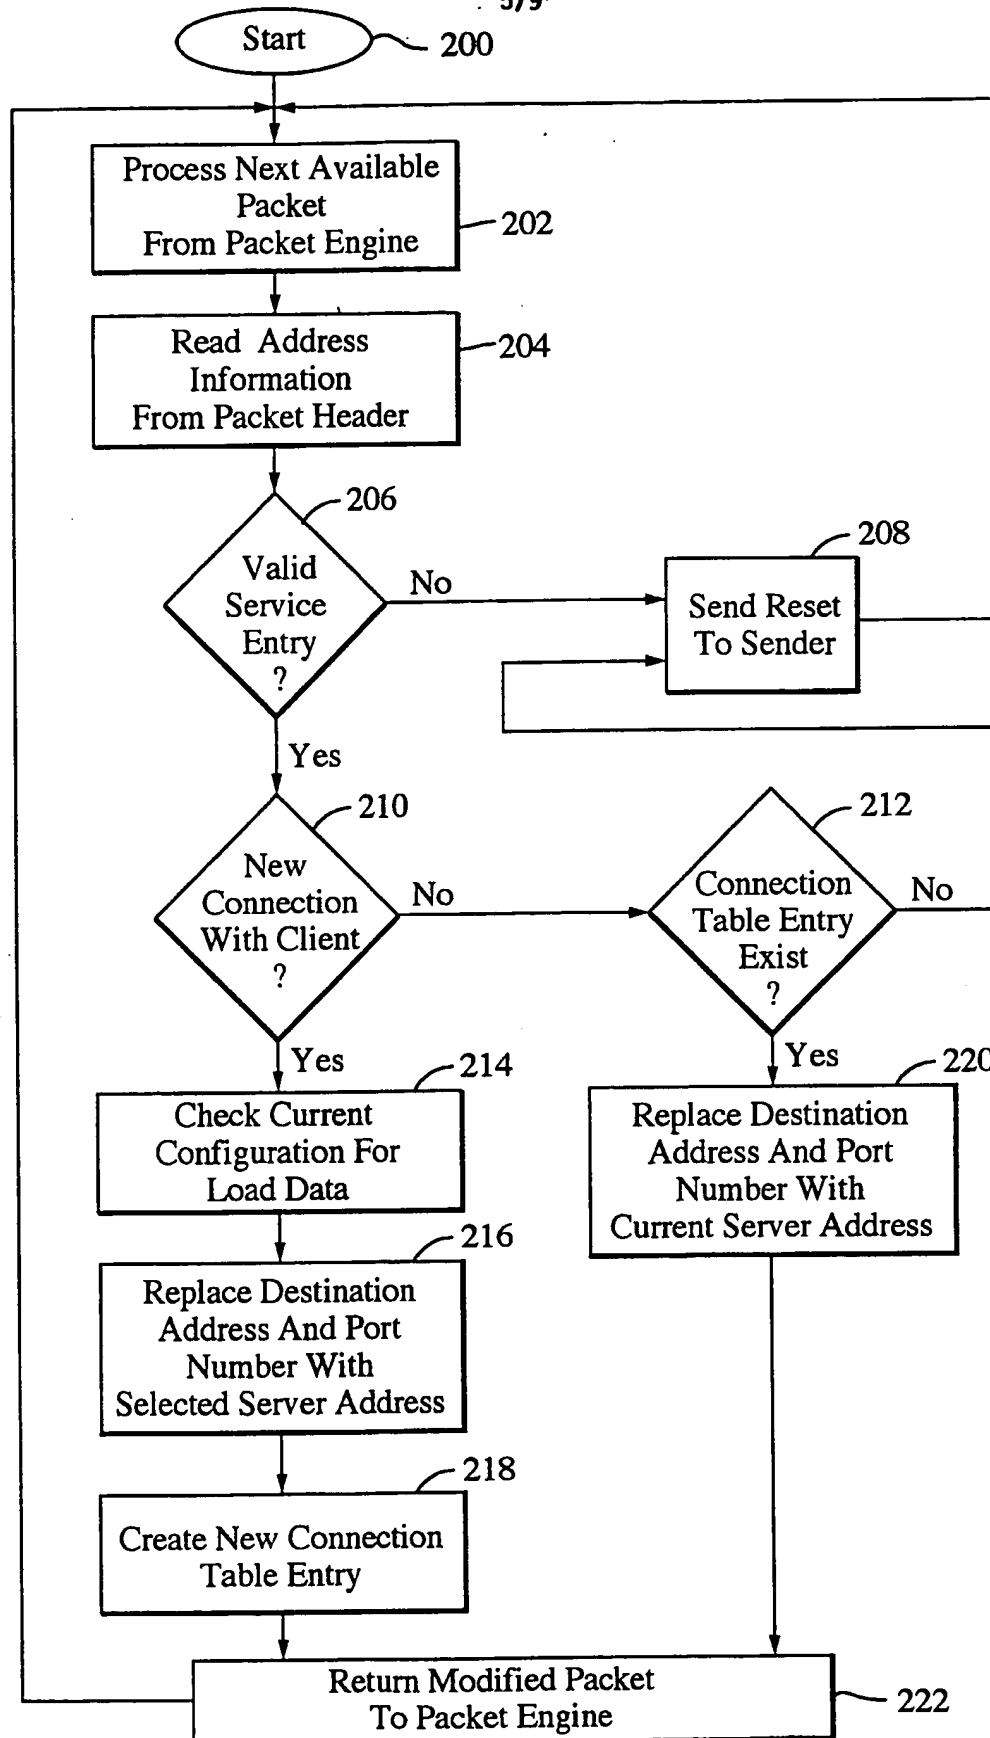 5/9
Start
200
Process Next Available
Packet
From Packet Engine
202
Read Address
Information
From Packet Header
204
206
Valid
Service
Entry
?
No
208
Send Reset
To Sender
Yes
210
New
Connection
With Client
?
No
212
Connection
Table Entry
Exist
?
No
Yes
214
Check Current
Configuration For
Load Data
Yes
220
Replace Destination
Address And Port
Number With
Current Server Address
216
Replace Destination
Address And Port
Number With
Selected Server Address
218
Create New Connection
Table Entry
Return Modified Packet
To Packet Engine
222